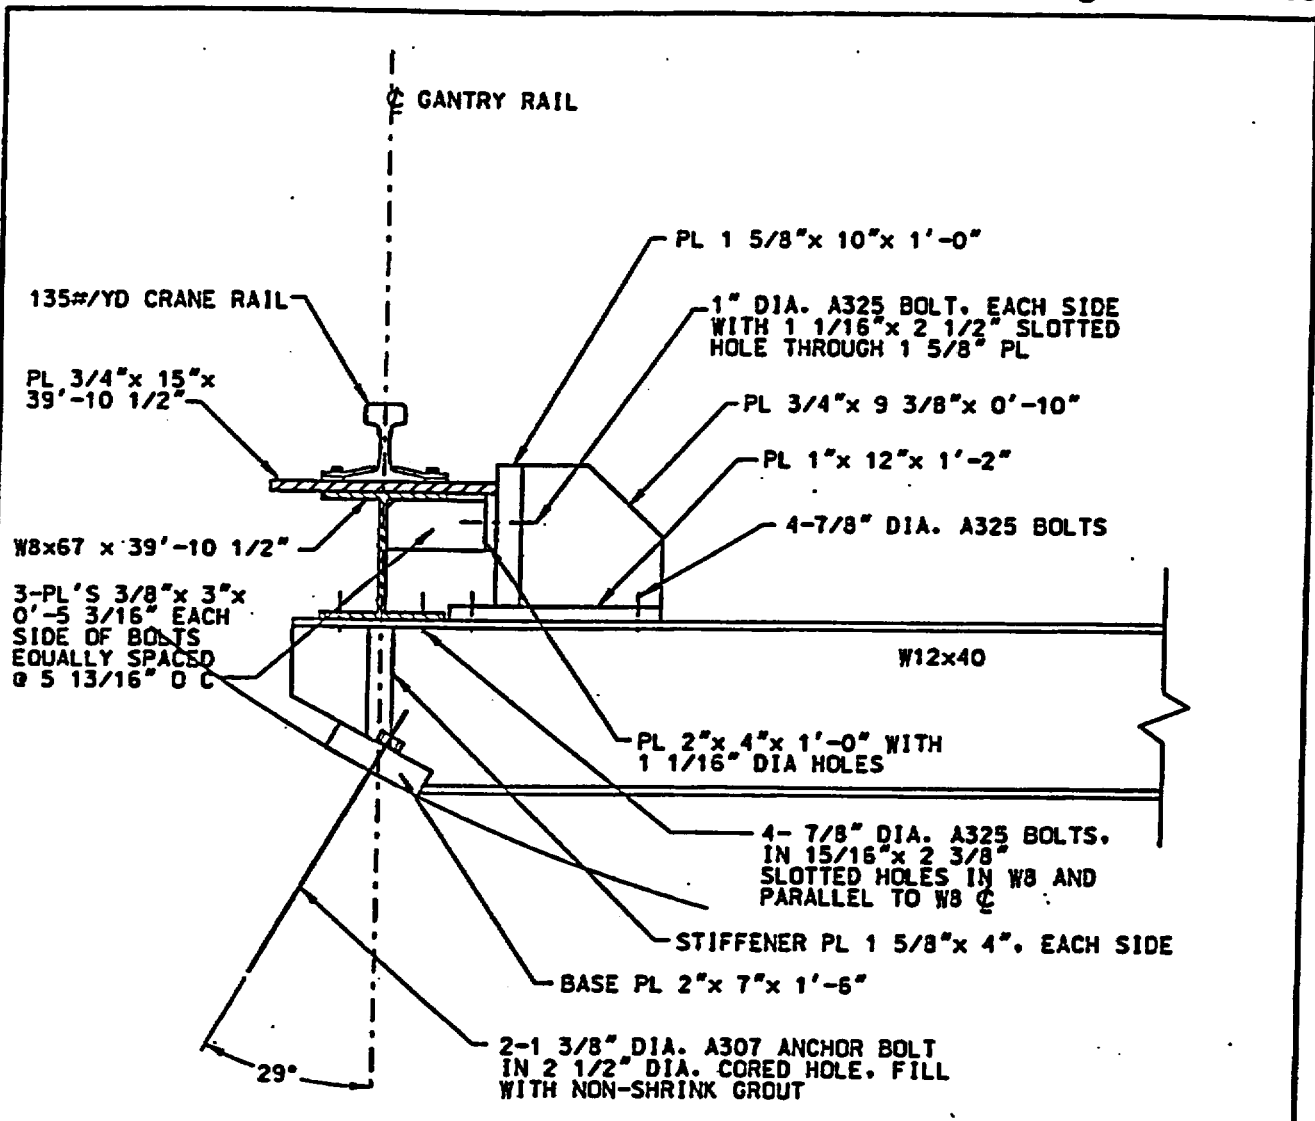 ℄ GANTRY RAIL
PL 1 5/8"x 10"x 1'-0"
135#/YD CRANE RAIL
1" DIA. A325 BOLT. EACH SIDE
WITH 1 1/16"x 2 1/2" SLOTTED
HOLE THROUGH 1 5/8" PL
PL 3/4"x 15"x
39'-10 1/2"
PL 3/4"x 9 3/8"x 0'-10"
PL 1"x 12"x 1'-2"
4-7/8" DIA. A325 BOLTS
W8x67 x 39'-10 1/2"
3-PL'S 3/8"x 3"x
0'-5 3/16" EACH
SIDE OF BOLTS
EQUALLY SPACED
@ 5 13/16" O C
W12x40
PL 2"x 4"x 1'-0" WITH
1 1/16" DIA HOLES
4- 7/8" DIA. A325 BOLTS.
IN 15/16"x 2 3/8"
SLOTTED HOLES IN W8 AND
PARALLEL TO W8 ℄
STIFFENER PL 1 5/8"x 4". EACH SIDE
BASE PL 2"x 7"x 1'-6"
2-1 3/8" DIA. A307 ANCHOR BOLT
IN 2 1/2" DIA. CORED HOLE. FILL
WITH NON-SHRINK GROUT
29°